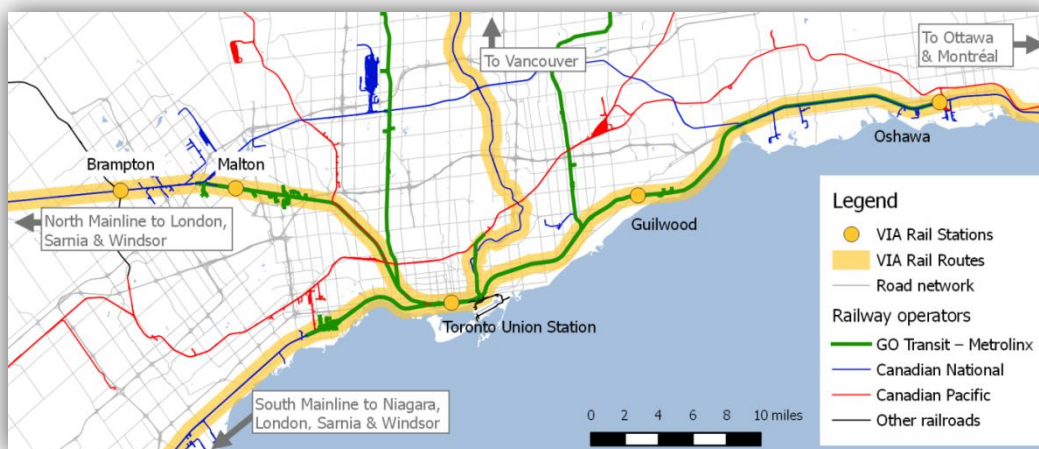 To Vancouver
To Ottawa
& Montréal
Brampton
Malton
Oshawa
North Mainline to London,
Sarnia & Windsor
Guilwood
Toronto Union Station
South Mainline to Niagara,
London, Sarnia & Windsor
0 2 4 6 8 10 miles
Legend
VIA Rail Stations
VIA Rail Routes
Road network
Railway operators
GO Transit – Metrolinx
Canadian National
Canadian Pacific
Other railroads